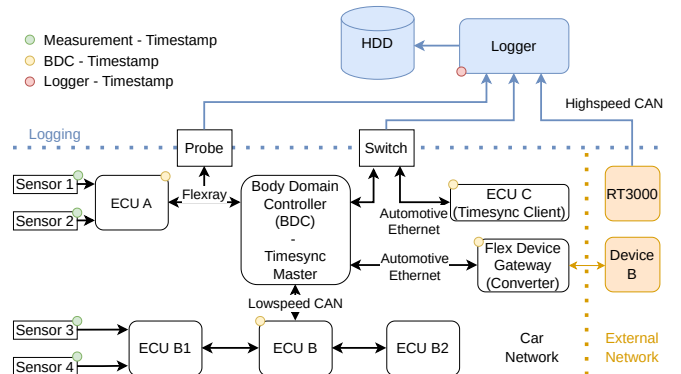 Measurement - Timestamp
BDC - Timestamp
Logger - Timestamp
HDD
Logger
Highspeed CAN
Logging
Probe
Switch
Sensor 1
Sensor 2
ECU A
Flexray
Body Domain
Controller
(BDC)
-
Timesync
Master
Automotive
Ethernet
ECU C
(Timesync Client)
RT3000
Automotive
Ethernet
Flex Device
Gateway
(Converter)
Device
B
Lowspeed CAN
Sensor 3
Sensor 4
ECU B1
ECU B
ECU B2
Car
Network
External
Network